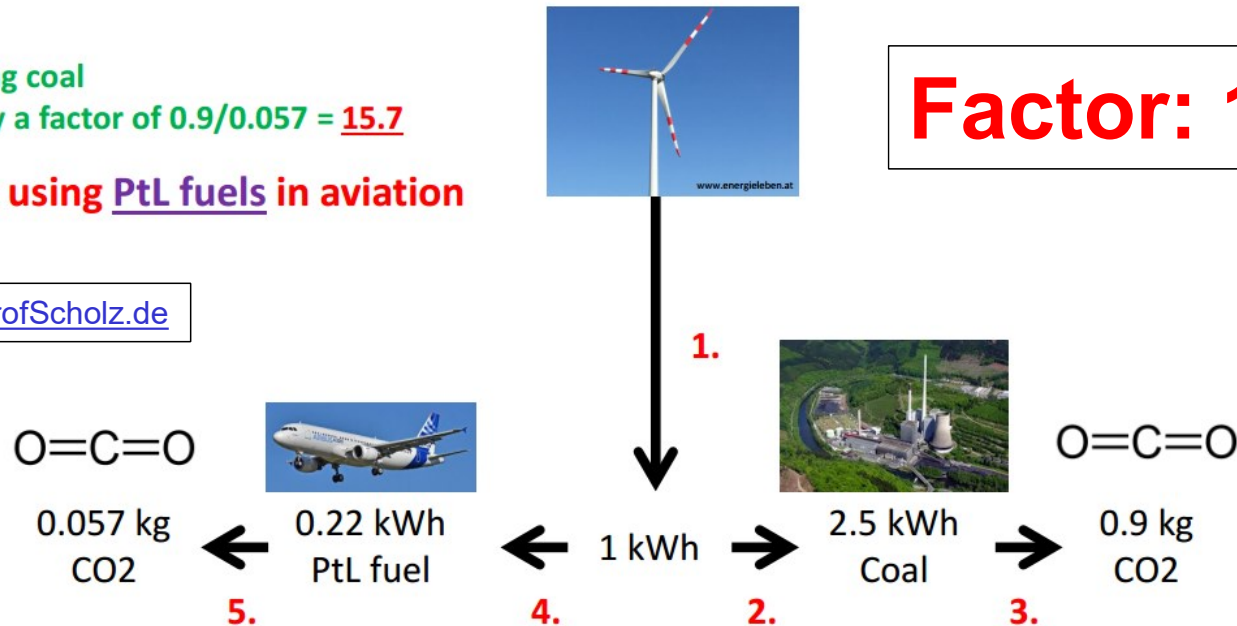 g coal
a factor of 0.9/0.057 = 15.7
using PtL fuels in aviation
Factor: 1
www.energieleben.at
rofScholz.de
1.
O=C=O
O=C=O
0.057 kg
CO2
0.22 kWh
PtL fuel
1 kWh
2.5 kWh
Coal
0.9 kg
CO2
5.
4.
2.
3.